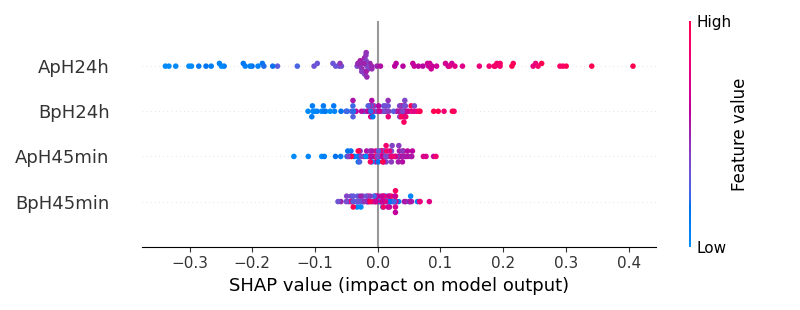 High
ApH24h
BpH24h
ApH45min
BpH45min
Feature value
Low
−0.3 −0.2 −0.1 0.0 0.1 0.2 0.3 0.4
SHAP value (impact on model output)